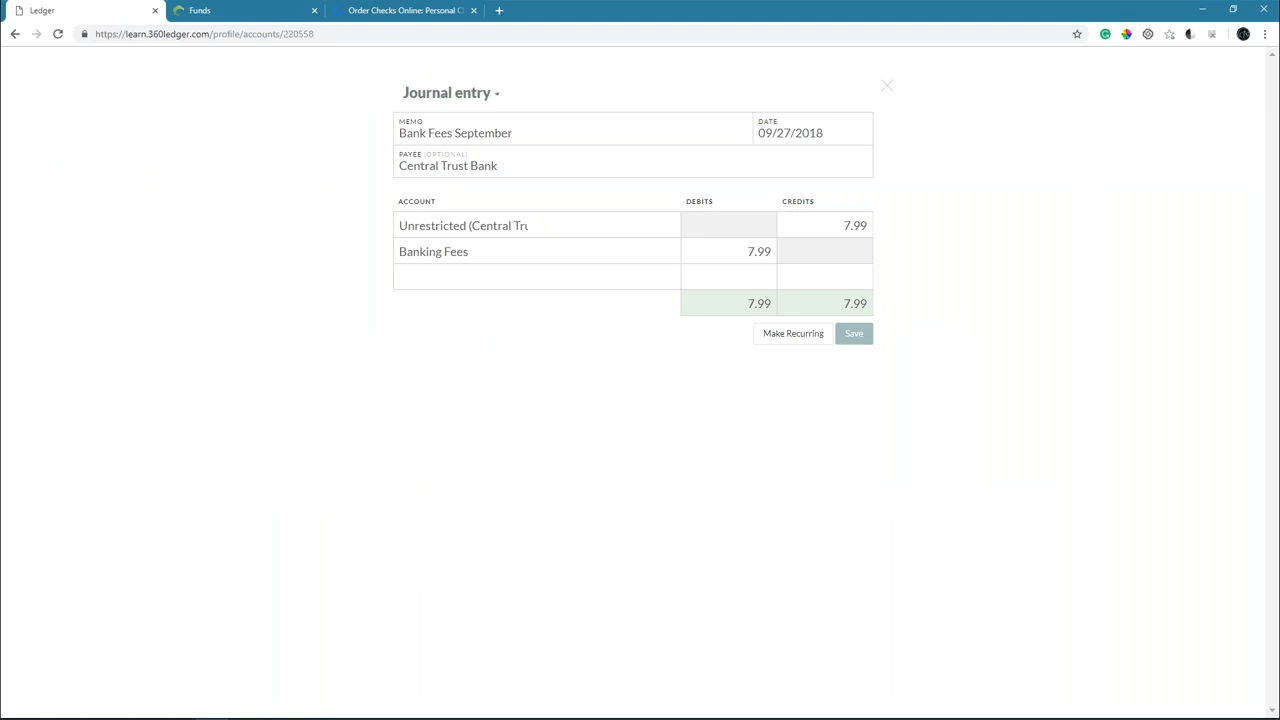 Ledger
Funds
Order Checks Online: Personal C
https://learn.360ledger.com/profile/accounts/220558
Journal entry
MEMO
Bank Fees September
DATE
09/27/2018
PAYEE (OPTIONAL)
Central Trust Bank
ACCOUNT DEBITS CREDITS
Unrestricted (Central Tru 7.99
Banking Fees 7.99
7.99 7.99
Make Recurring Save